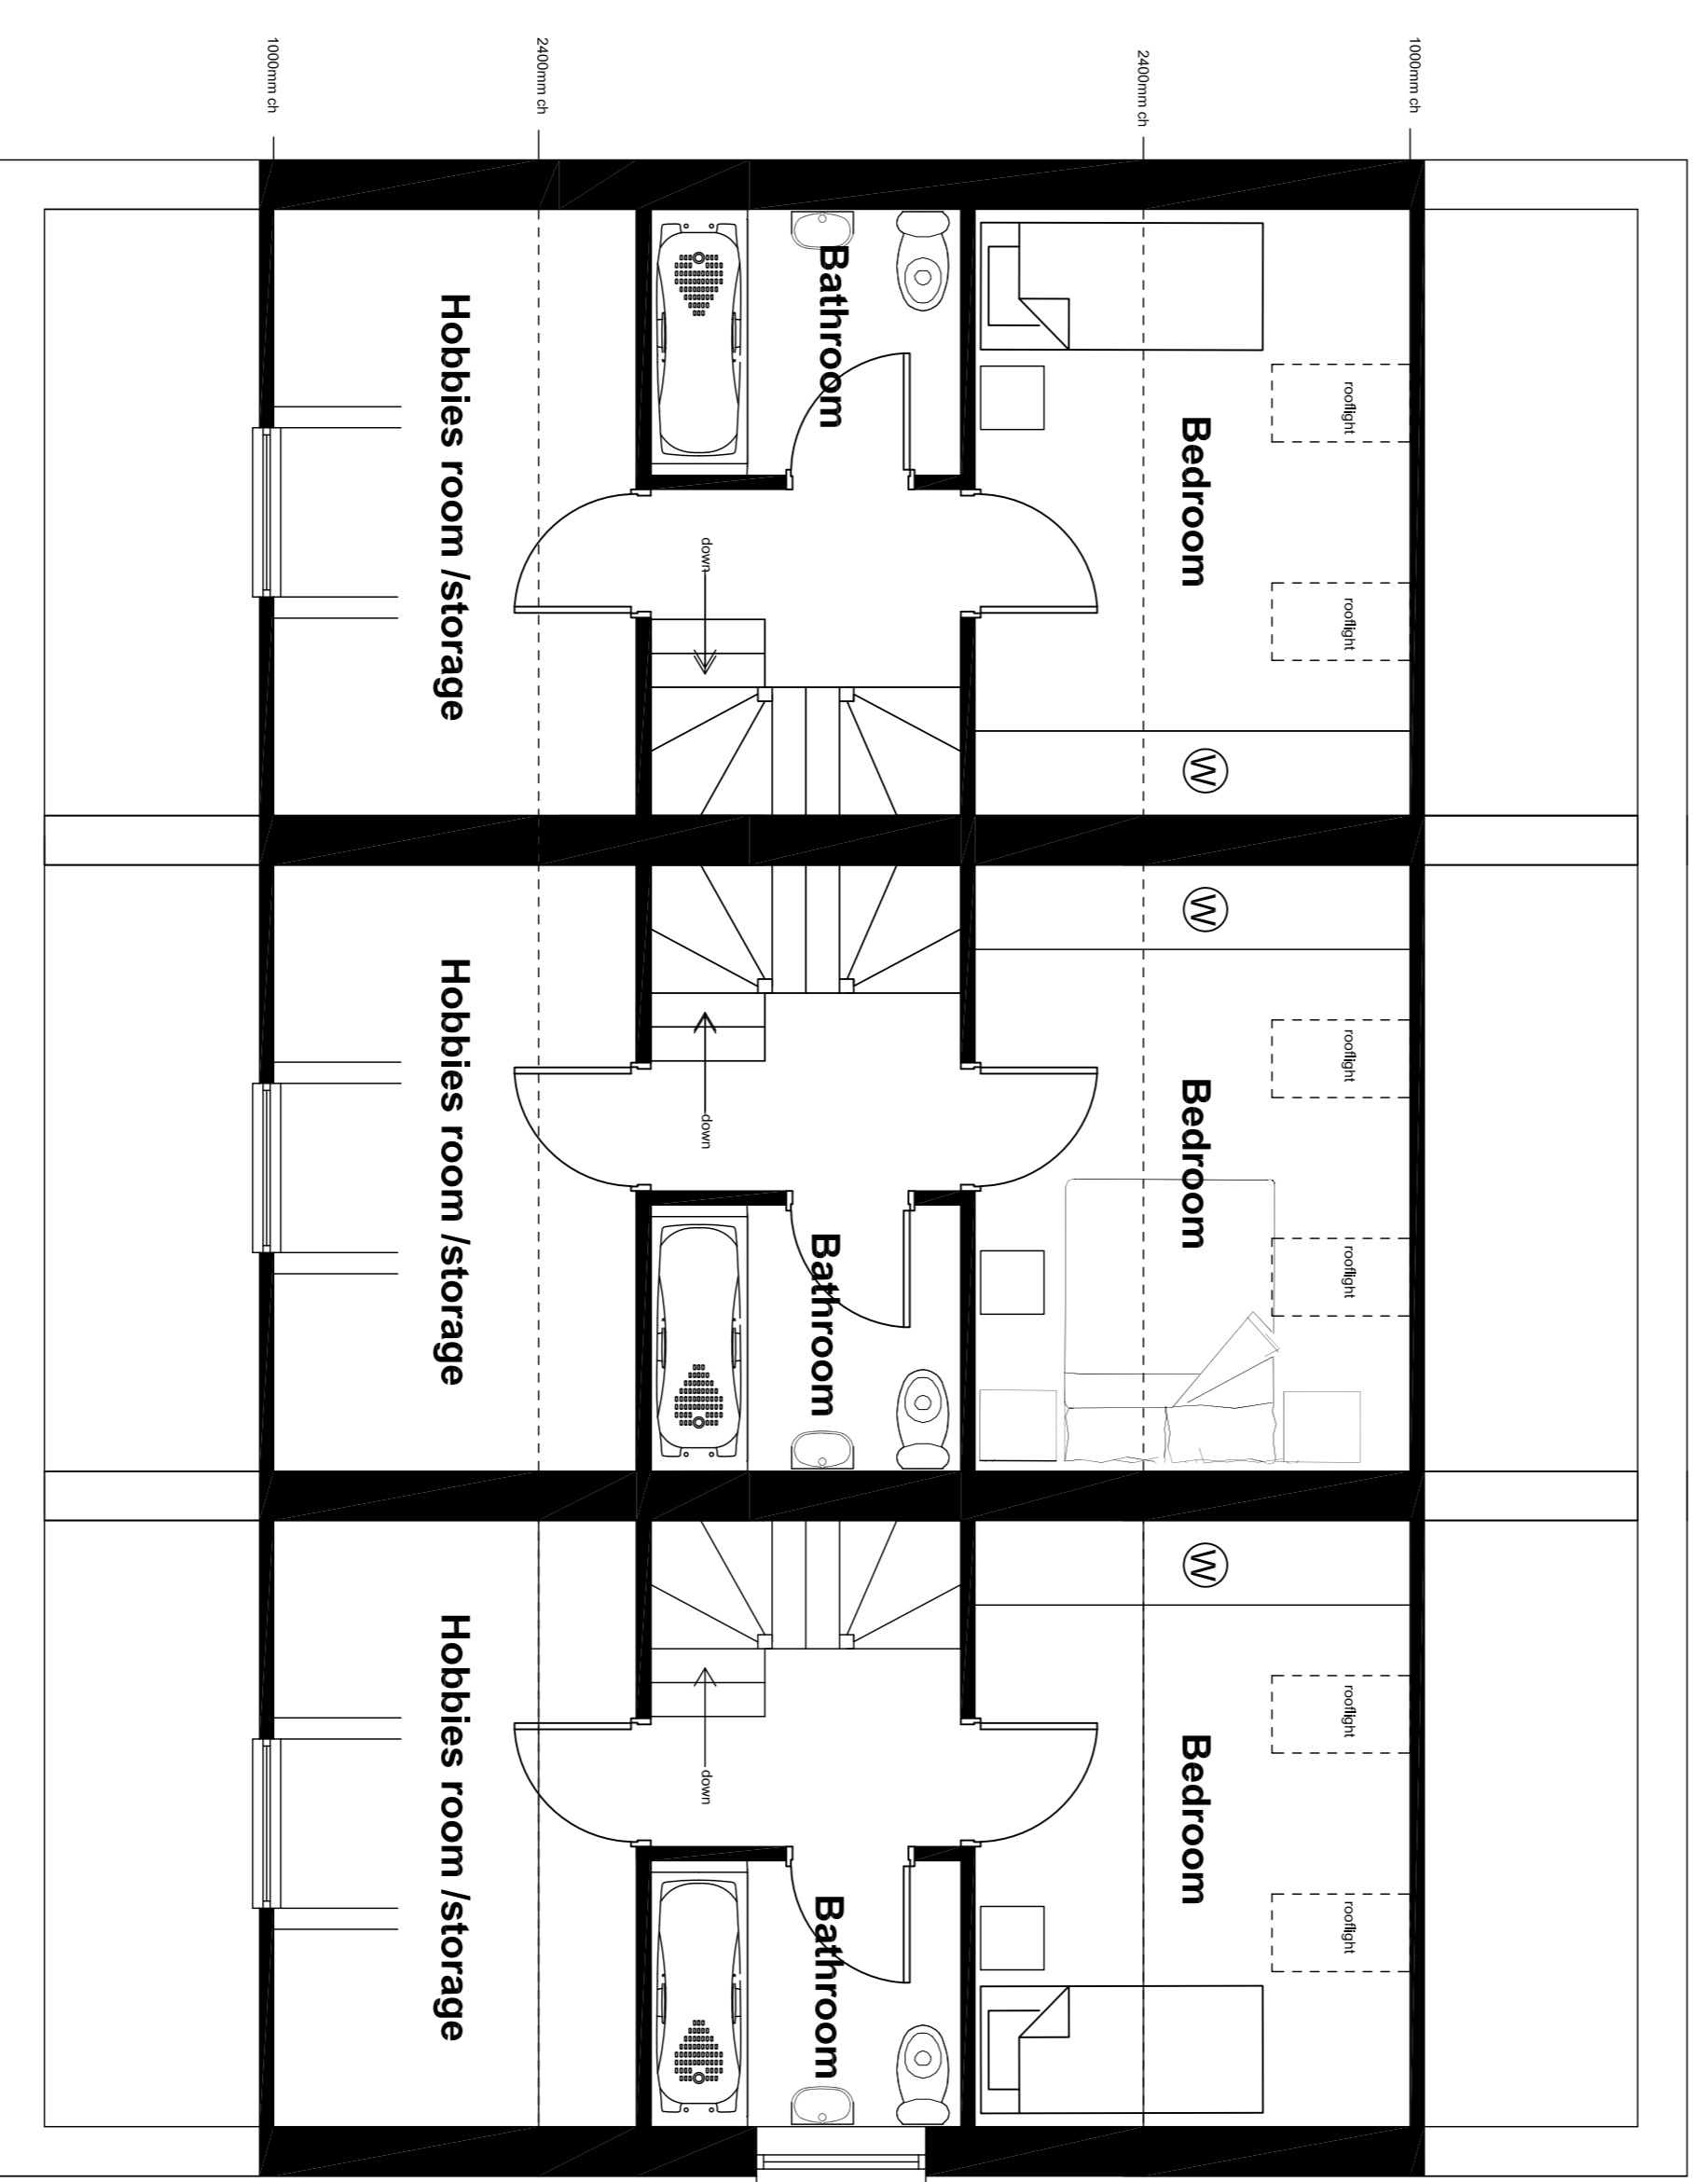 1000mm ch
rooflight
rooflight
rooflight
rooflight
rooflight
rooflight
Bedroom
W
W
Bedroom
W
Bedroom
2400mm ch
Bathroom
Bathroom
Bathroom
down
down
down
2400mm ch
Hobbies room /storage
Hobbies room /storage
Hobbies room /storage
1000mm ch